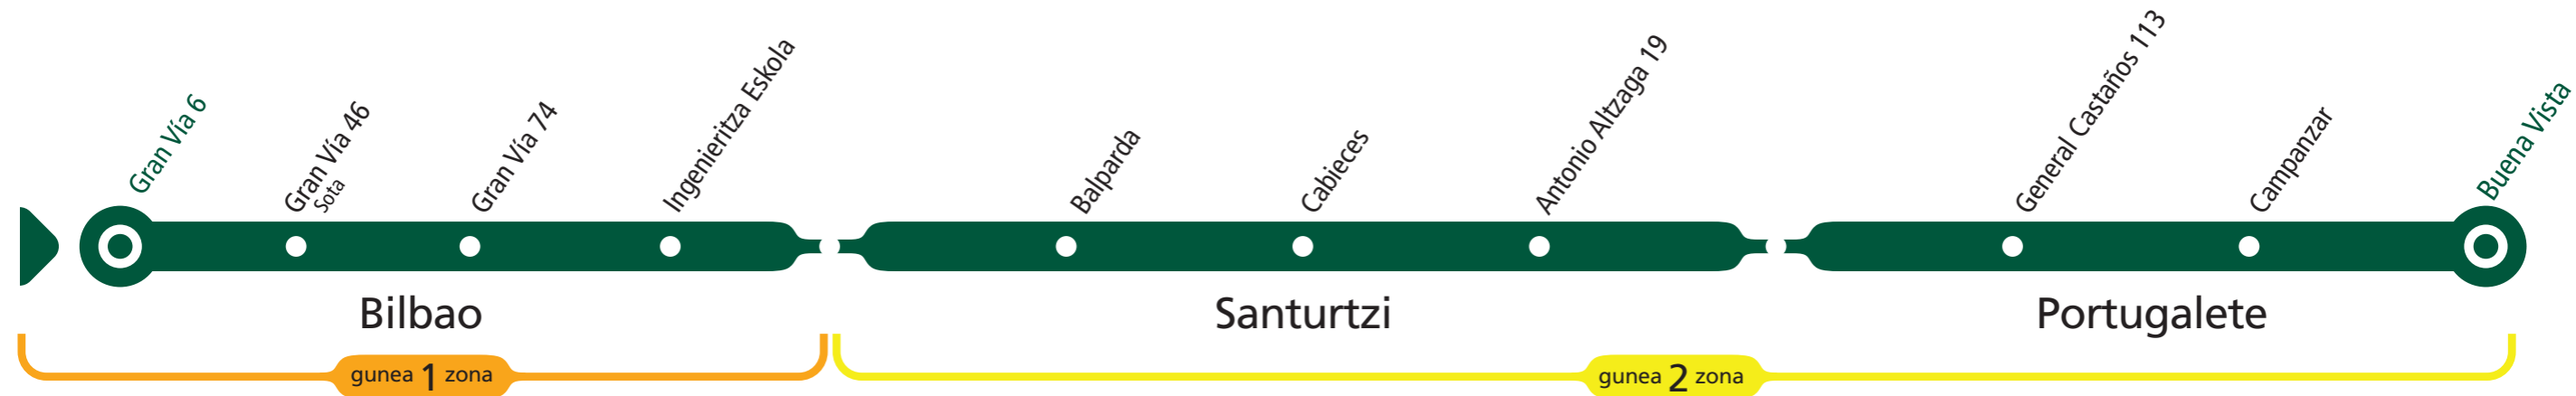 Gran Vía 6
Gran Vía 46
Sota
Gran Vía 74
Ingenieritza Eskola
Balparda
Cabieces
Antonio Altzaga 19
General Castaños 113
Campanzar
Buena Vista
Bilbao
Santurtzi
Portugalete
gunea 1 zona
gunea 2 zona